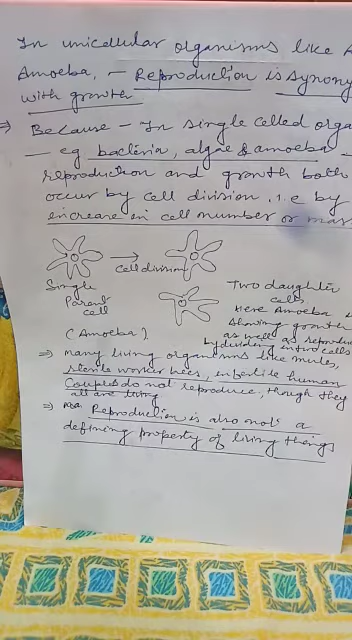 In unicellular organisms like
Amoeba, – Reproduction is synony
with growth
⇒ Because – In single celled orga
– eg bacteria, algae & amoeba –
reproduction and growth both
occur by cell division, i.e by
increase in cell number or mass
cell division
Single
Parent
cell
(Amoeba)
Two daughter
cells,
Here Amoeba is
showing growth
as well as reproduc
by dividing into two cells
⇒ Many living organisms like mules,
sterile worker bees, infertile human
Couples do not reproduce, though they
all are living
⇒ Reproduction is also not a
defining property of living things